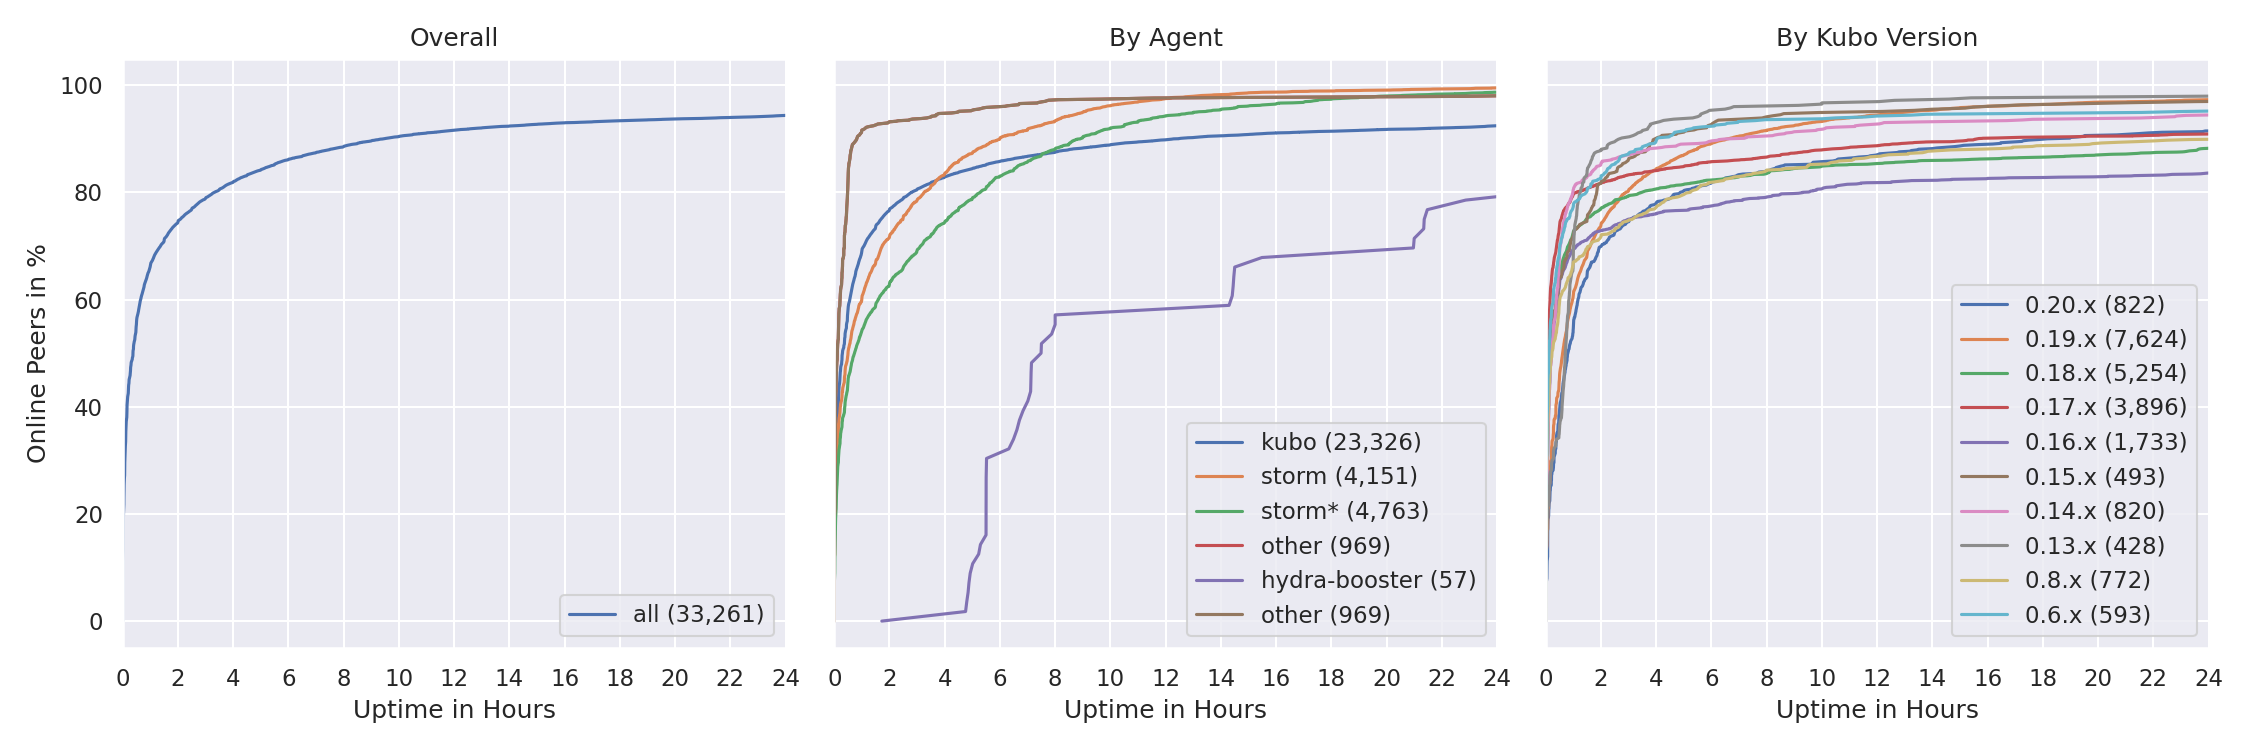 Overall
By Agent
By Kubo Version
Online Peers in %
100
80
60
40
20
0
all (33,261)
0 2 4 6 8 10 12 14 16 18 20 22 24
Uptime in Hours
kubo (23,326)
storm (4,151)
storm* (4,763)
other (969)
hydra-booster (57)
other (969)
0 2 4 6 8 10 12 14 16 18 20 22 24
Uptime in Hours
0.20.x (822)
0.19.x (7,624)
0.18.x (5,254)
0.17.x (3,896)
0.16.x (1,733)
0.15.x (493)
0.14.x (820)
0.13.x (428)
0.8.x (772)
0.6.x (593)
0 2 4 6 8 10 12 14 16 18 20 22 24
Uptime in Hours